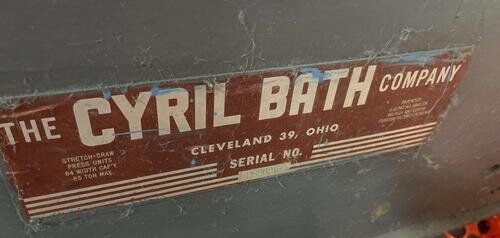 THE CYRIL BATH COMPANY
CLEVELAND 39, OHIO
SERIAL NO.
STRETCH-DRAW
PRESS UNITS
84 WIDTH CAP'Y
65 TON MAX.